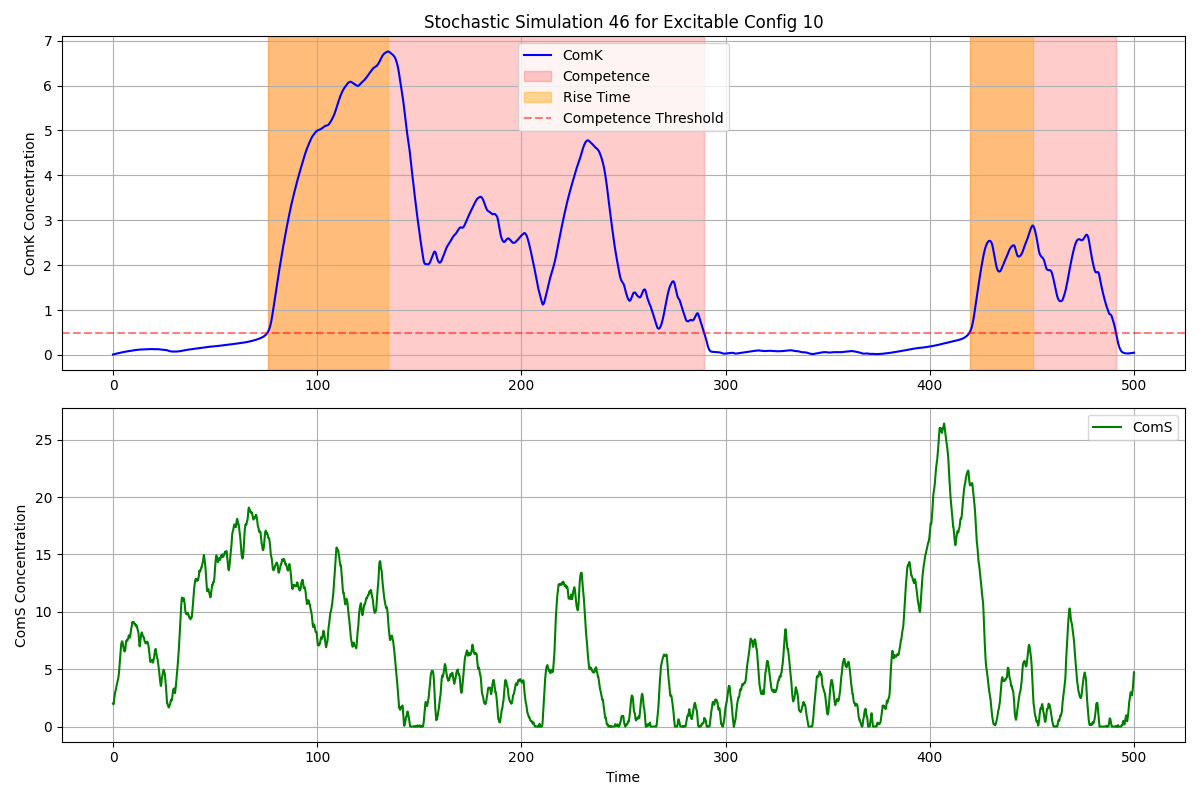 Stochastic Simulation 46 for Excitable Config 10
ComK Concentration
7
6
5
4
3
2
1
0
ComK
Competence
Rise Time
Competence Threshold
0 100 200 300 400 500
ComS Concentration
25
20
15
10
5
0
ComS
0 100 200 300 400 500
Time